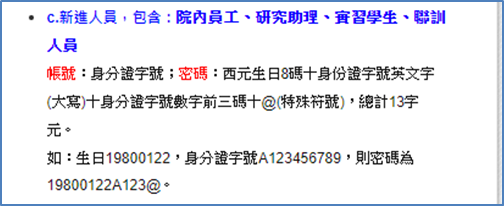 • c.新進人員，包含：院內員工、研究助理、實習學生、聯訓
人員
帳號：身分證字號；密碼：西元生日8碼十身份證字號英文字
(大寫)十身分證字號數字前三碼十@(特殊符號)，總計13字
元。
如：生日19800122，身分證字號A123456789，則密碼為
19800122A123@。